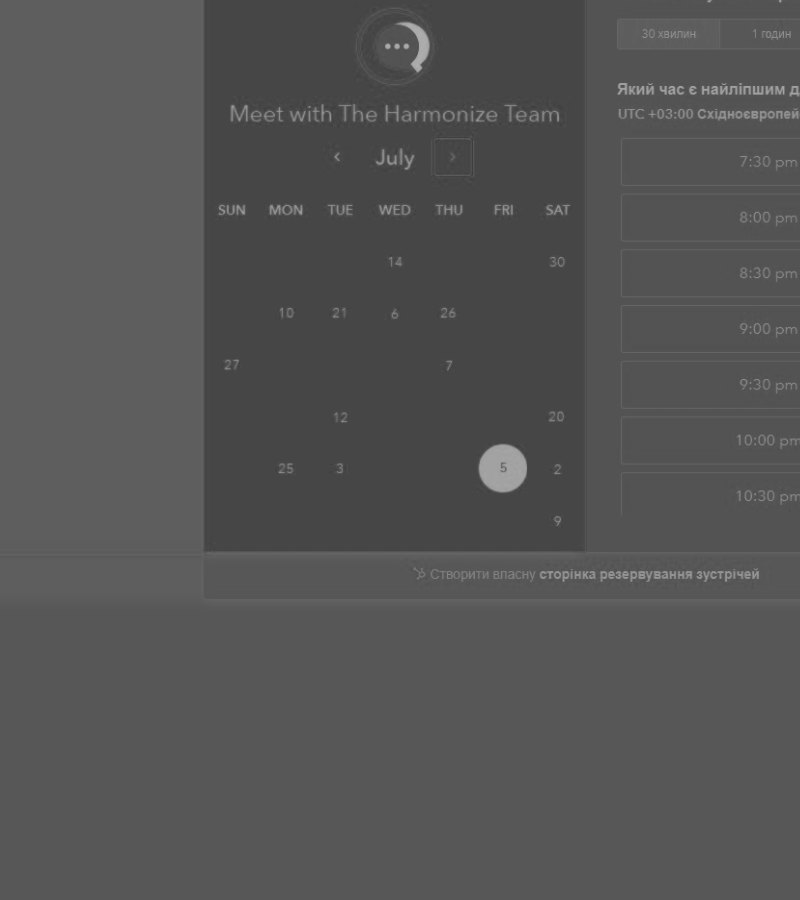 30 хвилин 1 годин
Який час є найліпшим д
UTC +03:00 Східноєвропей
Meet with The Harmonize Team
July
SUN MON TUE WED THU FRI SAT
14 30
10 21 6 26
27 7
12 20
25 3 5 2
9
7:30 pm
8:00 pm
8:30 pm
9:00 pm
9:30 pm
10:00 pm
10:30 pm
Створити власну сторінка резервування зустрічей